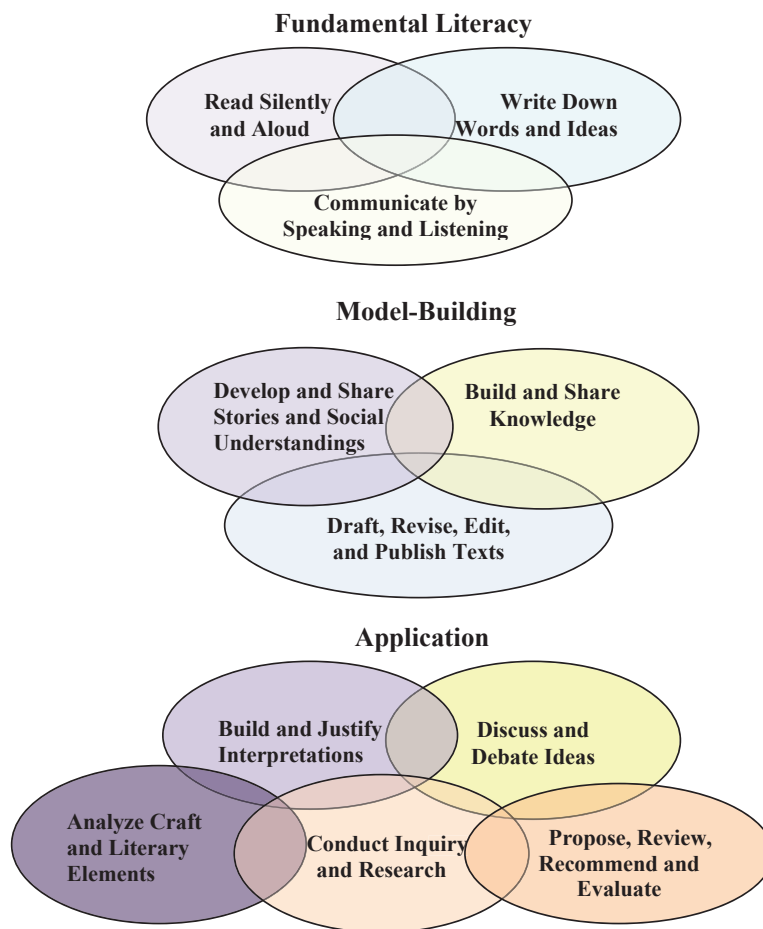 Fundamental Literacy
Read Silently
and Aloud
Write Down
Words and Ideas
Communicate by
Speaking and Listening
Model-Building
Develop and Share
Stories and Social
Understandings
Build and Share
Knowledge
Draft, Revise, Edit,
and Publish Texts
Application
Build and Justify
Interpretations
Discuss and
Debate Ideas
Analyze Craft
and Literary
Elements
Conduct Inquiry
and Research
Propose, Review,
Recommend and
Evaluate